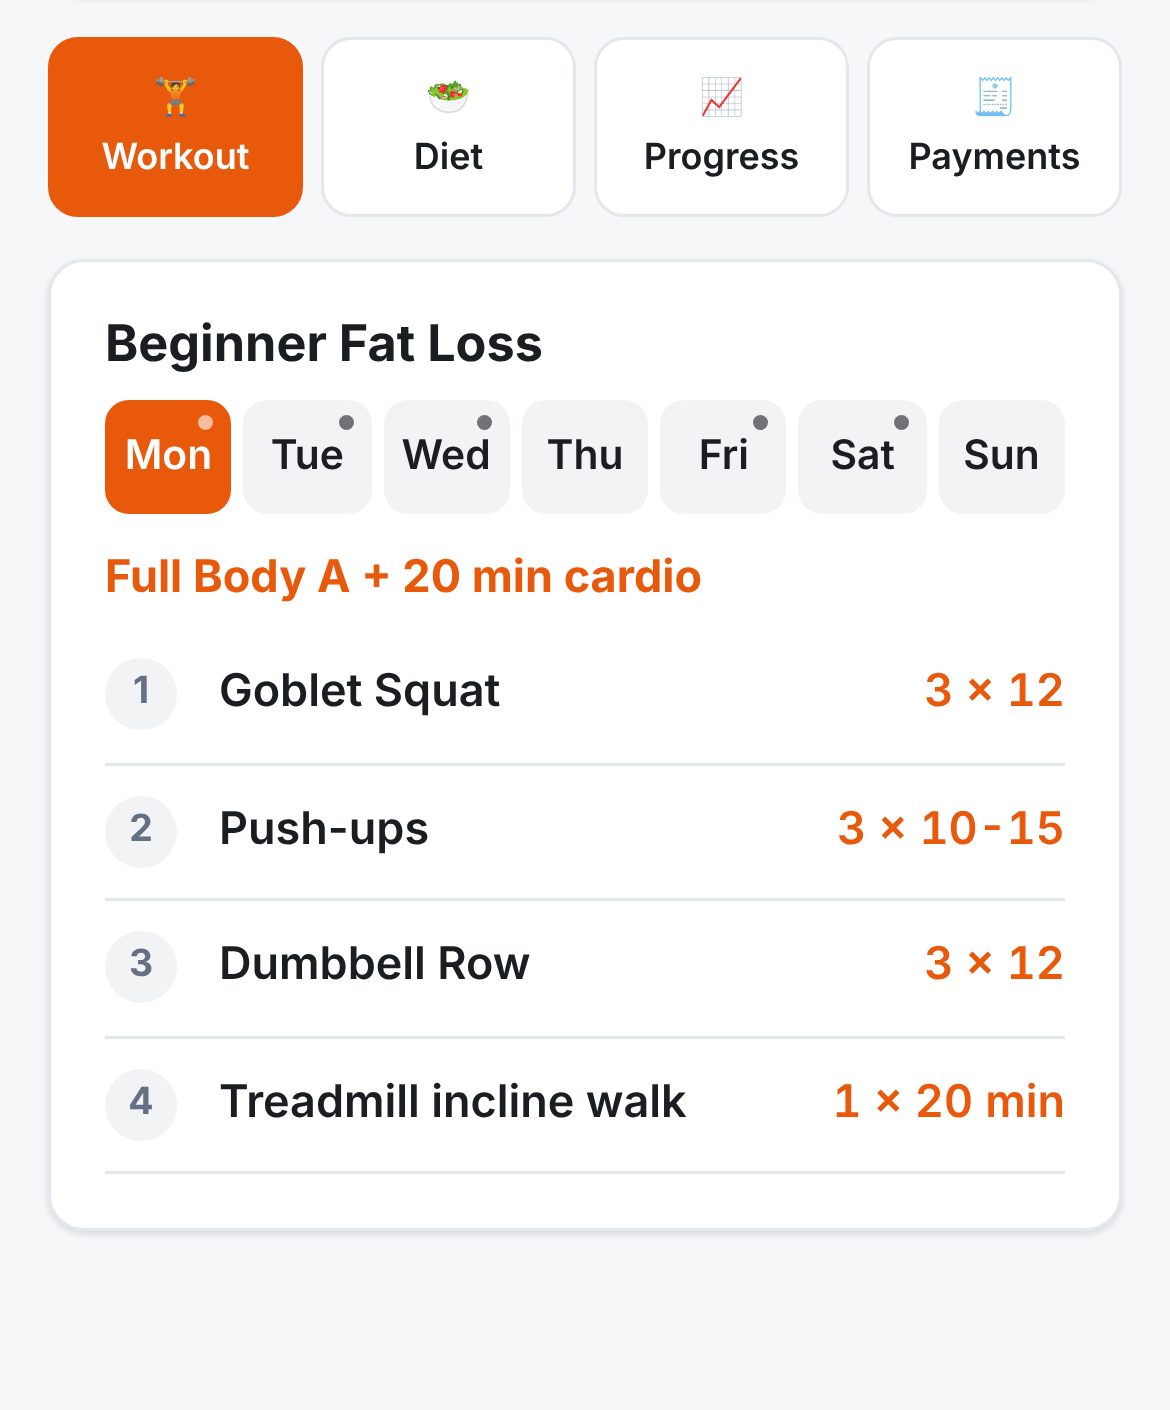 Workout Diet Progress Payments
Beginner Fat Loss
Mon Tue Wed Thu Fri Sat Sun
Full Body A + 20 min cardio
1 Goblet Squat 3 × 12
2 Push-ups 3 × 10-15
3 Dumbbell Row 3 × 12
4 Treadmill incline walk 1 × 20 min